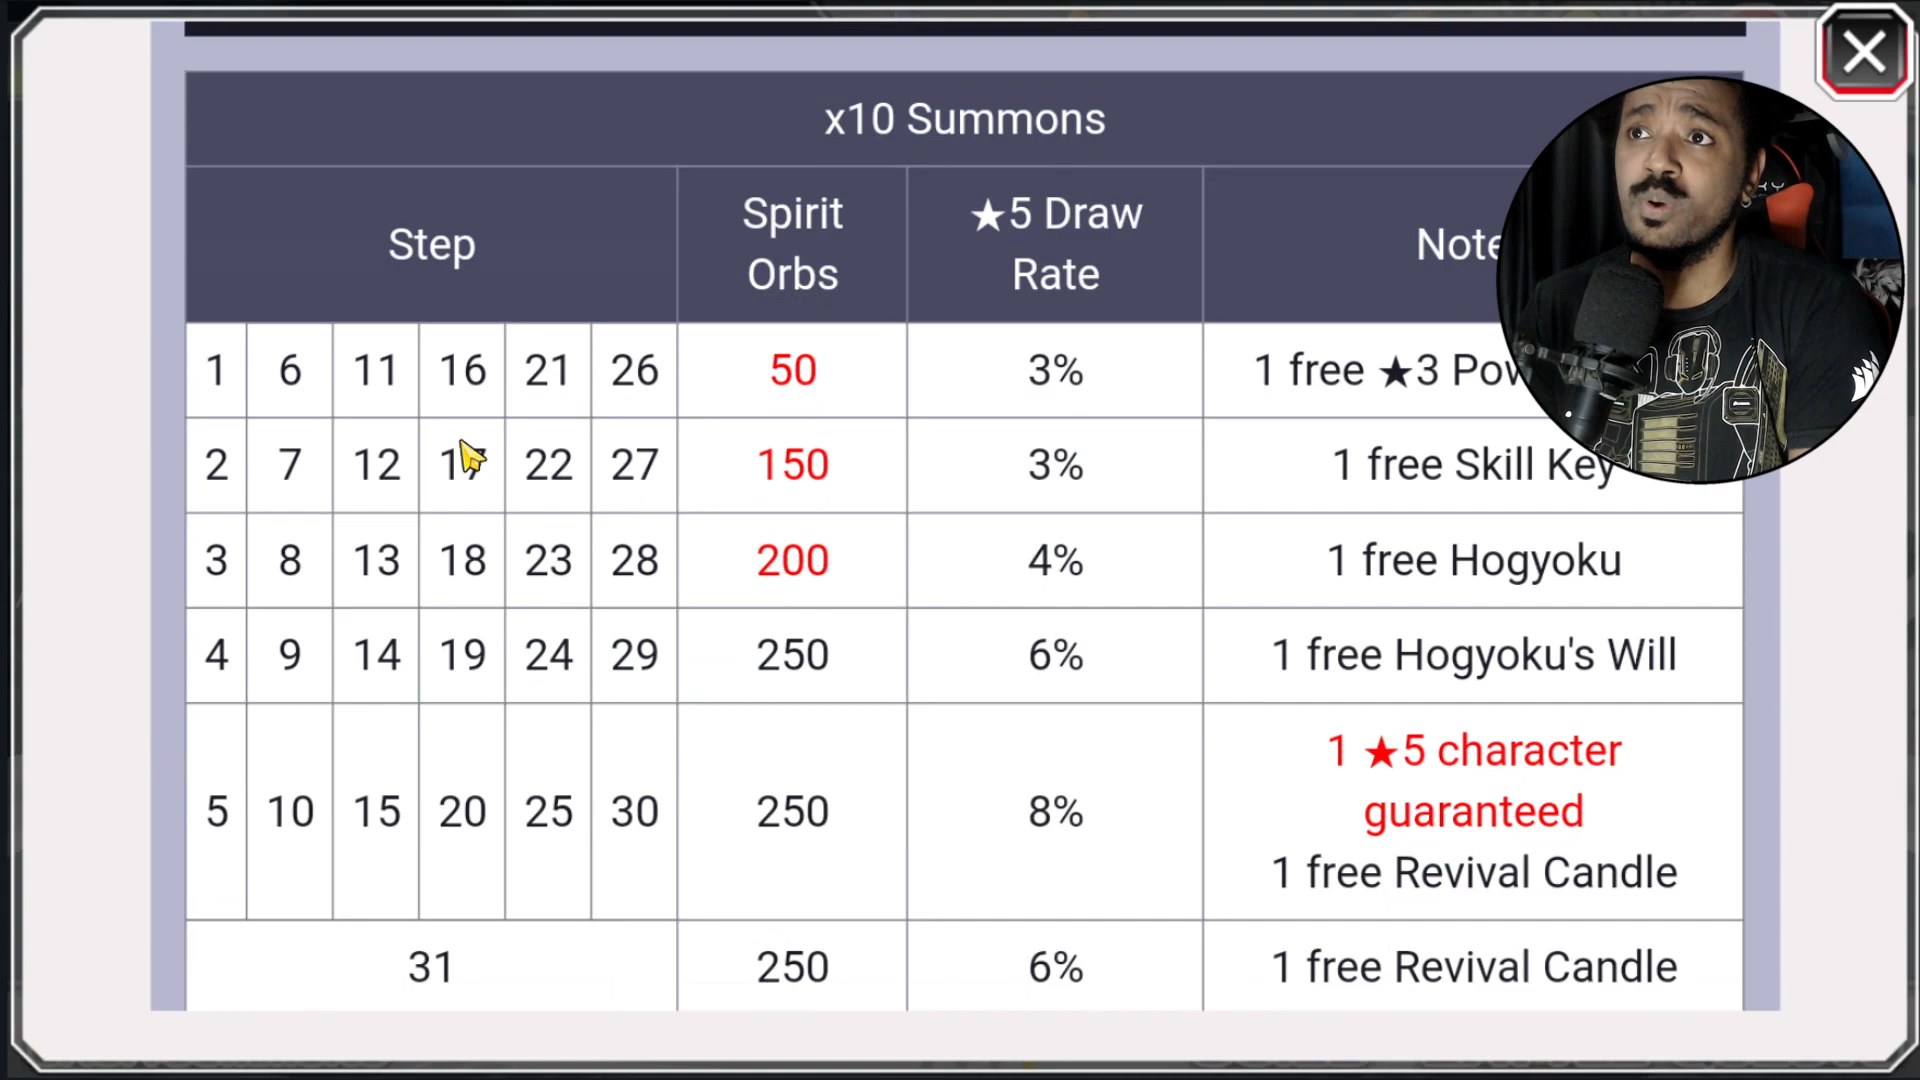 x10 Summons
Step Spirit Orbs ★5 Draw Rate
1 6 11 16 21 26 50 3% 1 free ★3
2 7 12 17 22 27 150 3% 1 free Skill Key
3 8 13 18 23 28 200 4% 1 free Hogyoku
4 9 14 19 24 29 250 6% 1 free Hogyoku's Will
5 10 15 20 25 30 250 8% 1 ★5 character guaranteed
1 free Revival Candle
31 250 6% 1 free Revival Candle